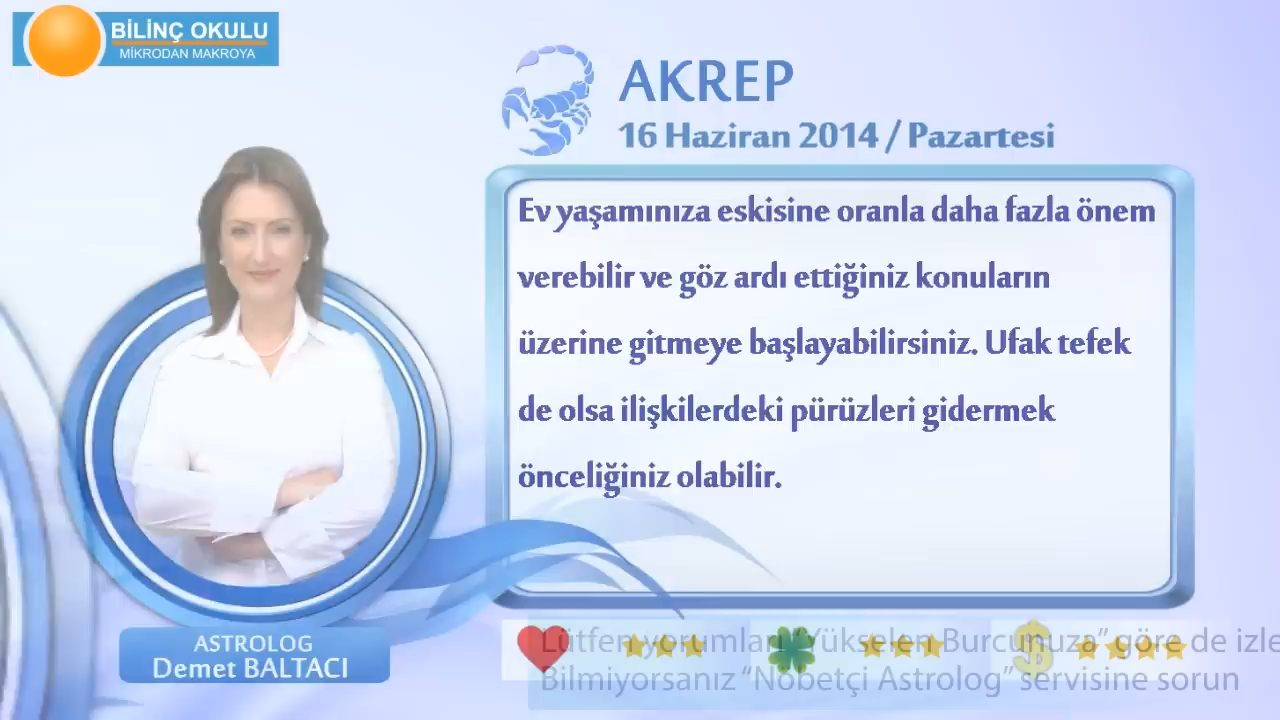 BİLİNÇ OKULU
MİKRODAN MAKROYA
AKREP
16 Haziran 2014 / Pazartesi
Ev yaşamınıza eskisine oranla daha fazla önem
verebilir ve göz ardı ettiğiniz konuların
üzerine gitmeye başlayabilirsiniz. Ufak tefek
de olsa ilişkilerdeki pürüzleri gidermek
önceliğiniz olabilir.
ASTROLOG
Demet BALTACI
Lütfen yorumları "Yükselen Burcunuza" göre de izle
Bilmiyorsanız "Nöbetçi Astrolog" servisine sorun